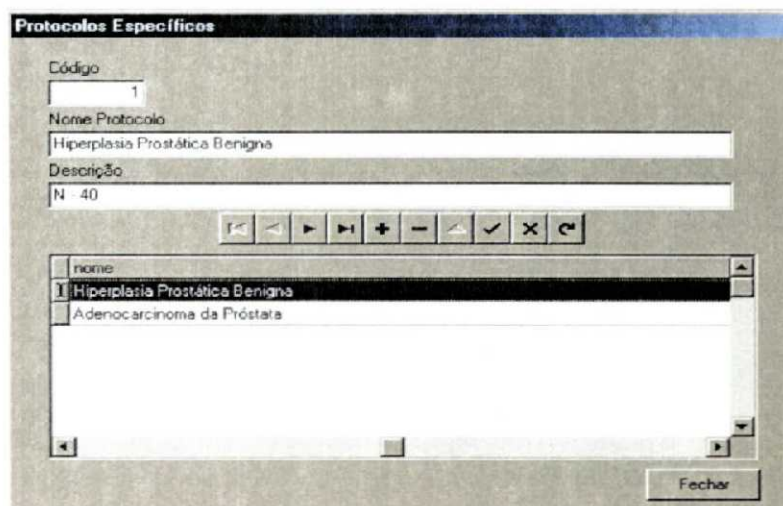 Protocolos Específicos
Código
1
Nome Protocolo
Hiperplasia Prostática Benigna
Descrição
N - 40
nome
Hiperplasia Prostática Benigna
Adenocarcinoma da Próstata
Fechar